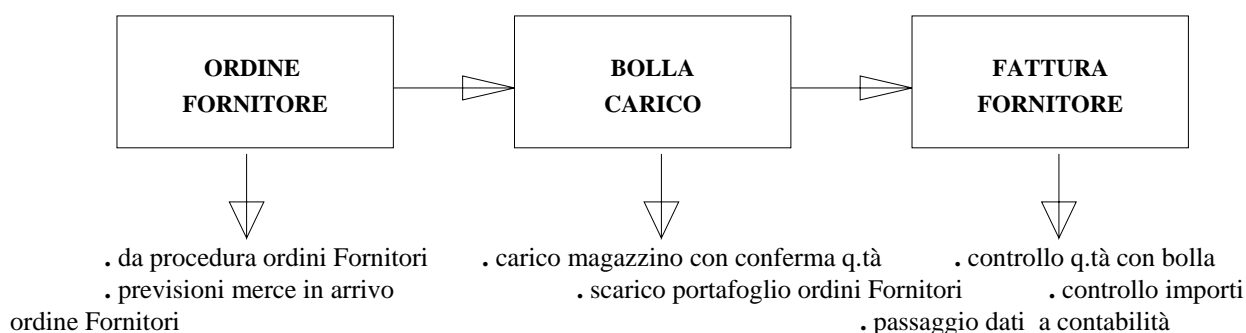 ORDINE
FORNITORE
BOLLA
CARICO
FATTURA
FORNITORE
. da procedura ordini Fornitori
. carico magazzino con conferma q.tà
. controllo q.tà con bolla
. previsioni merce in arrivo
. scarico portafoglio ordini Fornitori
. controllo importi
ordine Fornitori
. passaggio dati a contabilità